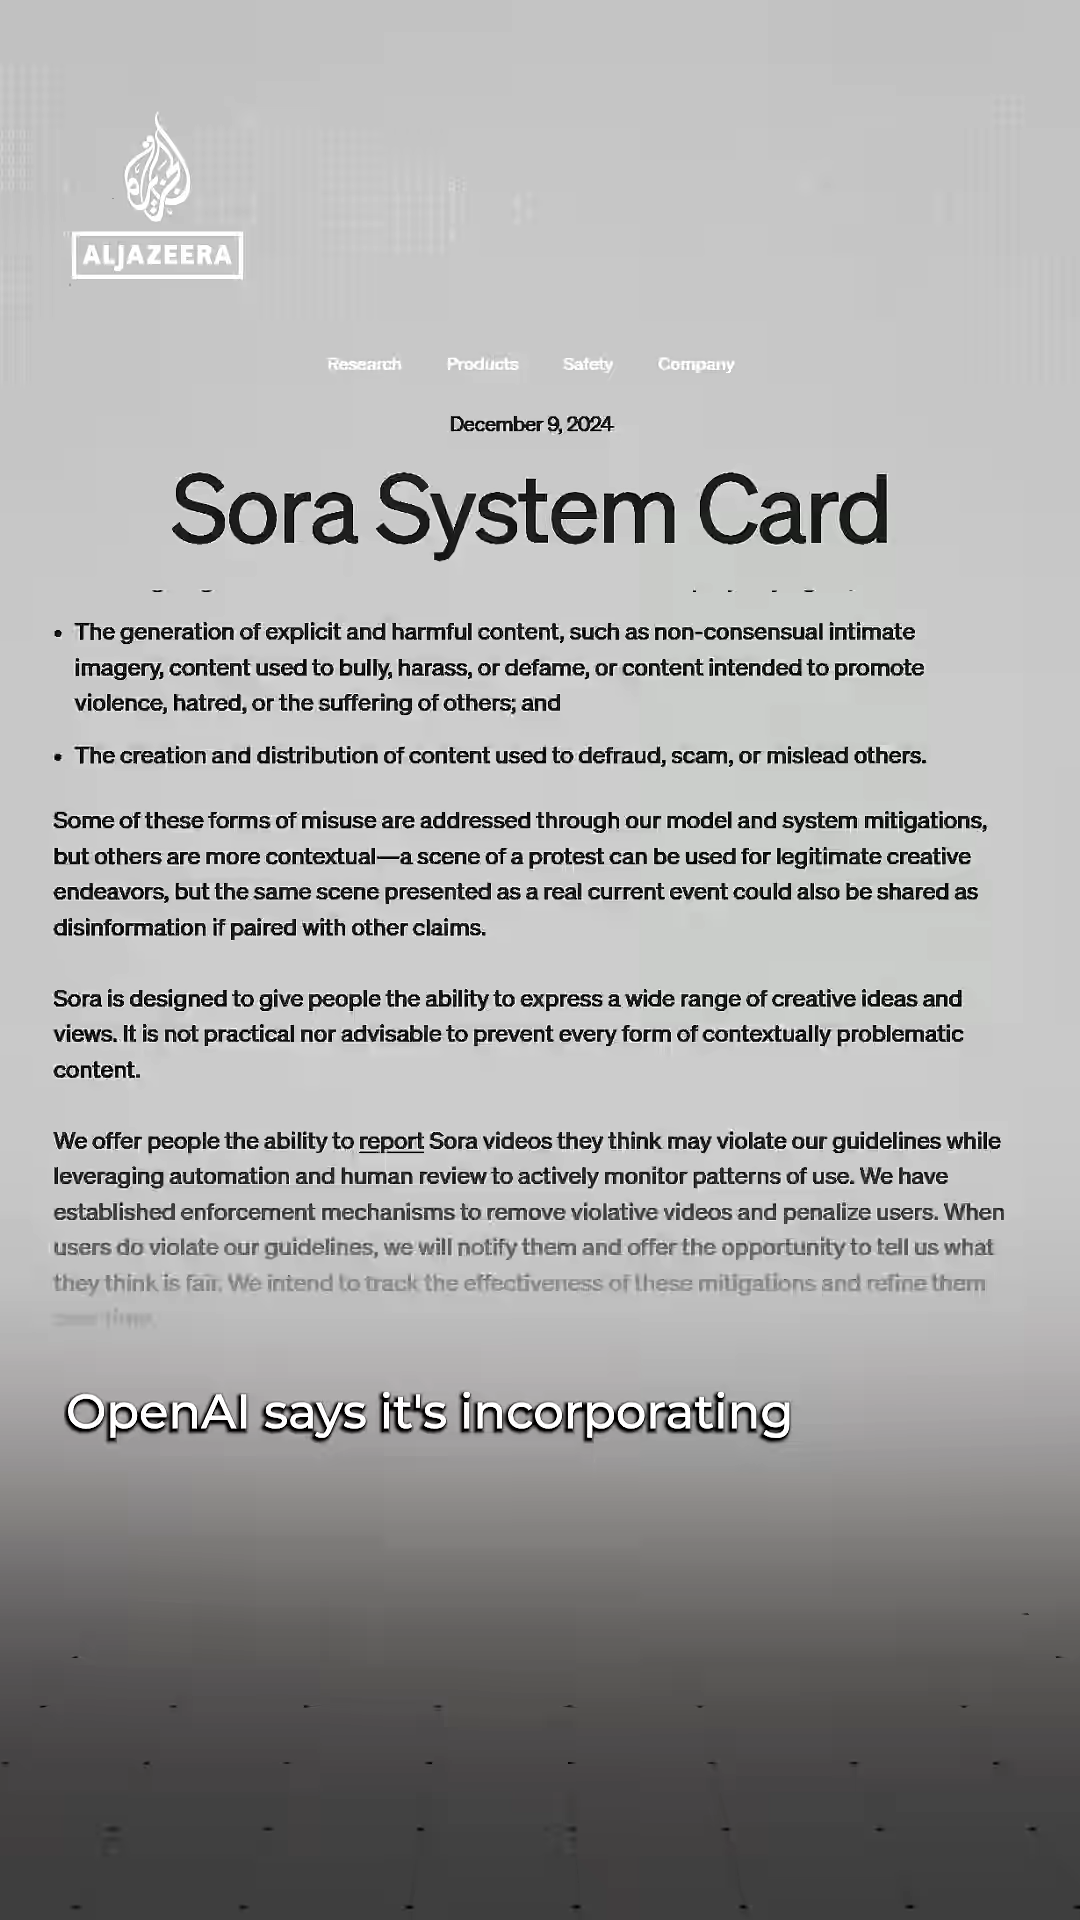 ALJAZEERA
Research Products Safety Company
December 9, 2024
Sora System Card
• The generation of explicit and harmful content, such as non-consensual intimate
imagery, content used to bully, harass, or defame, or content intended to promote
violence, hatred, or the suffering of others; and
• The creation and distribution of content used to defraud, scam, or mislead others.
Some of these forms of misuse are addressed through our model and system mitigations,
but others are more contextual—a scene of a protest can be used for legitimate creative
endeavors, but the same scene presented as a real current event could also be shared as
disinformation if paired with other claims.
Sora is designed to give people the ability to express a wide range of creative ideas and
views. It is not practical nor advisable to prevent every form of contextually problematic
content.
We offer people the ability to report Sora videos they think may violate our guidelines while
leveraging automation and human review to actively monitor patterns of use. We have
established enforcement mechanisms to remove violative videos and penalize users. When
users do violate our guidelines, we will notify them and offer the opportunity to tell us what
they think is fair. We intend to track the effectiveness of these mitigations and refine them
over time.
OpenAI says it's incorporating